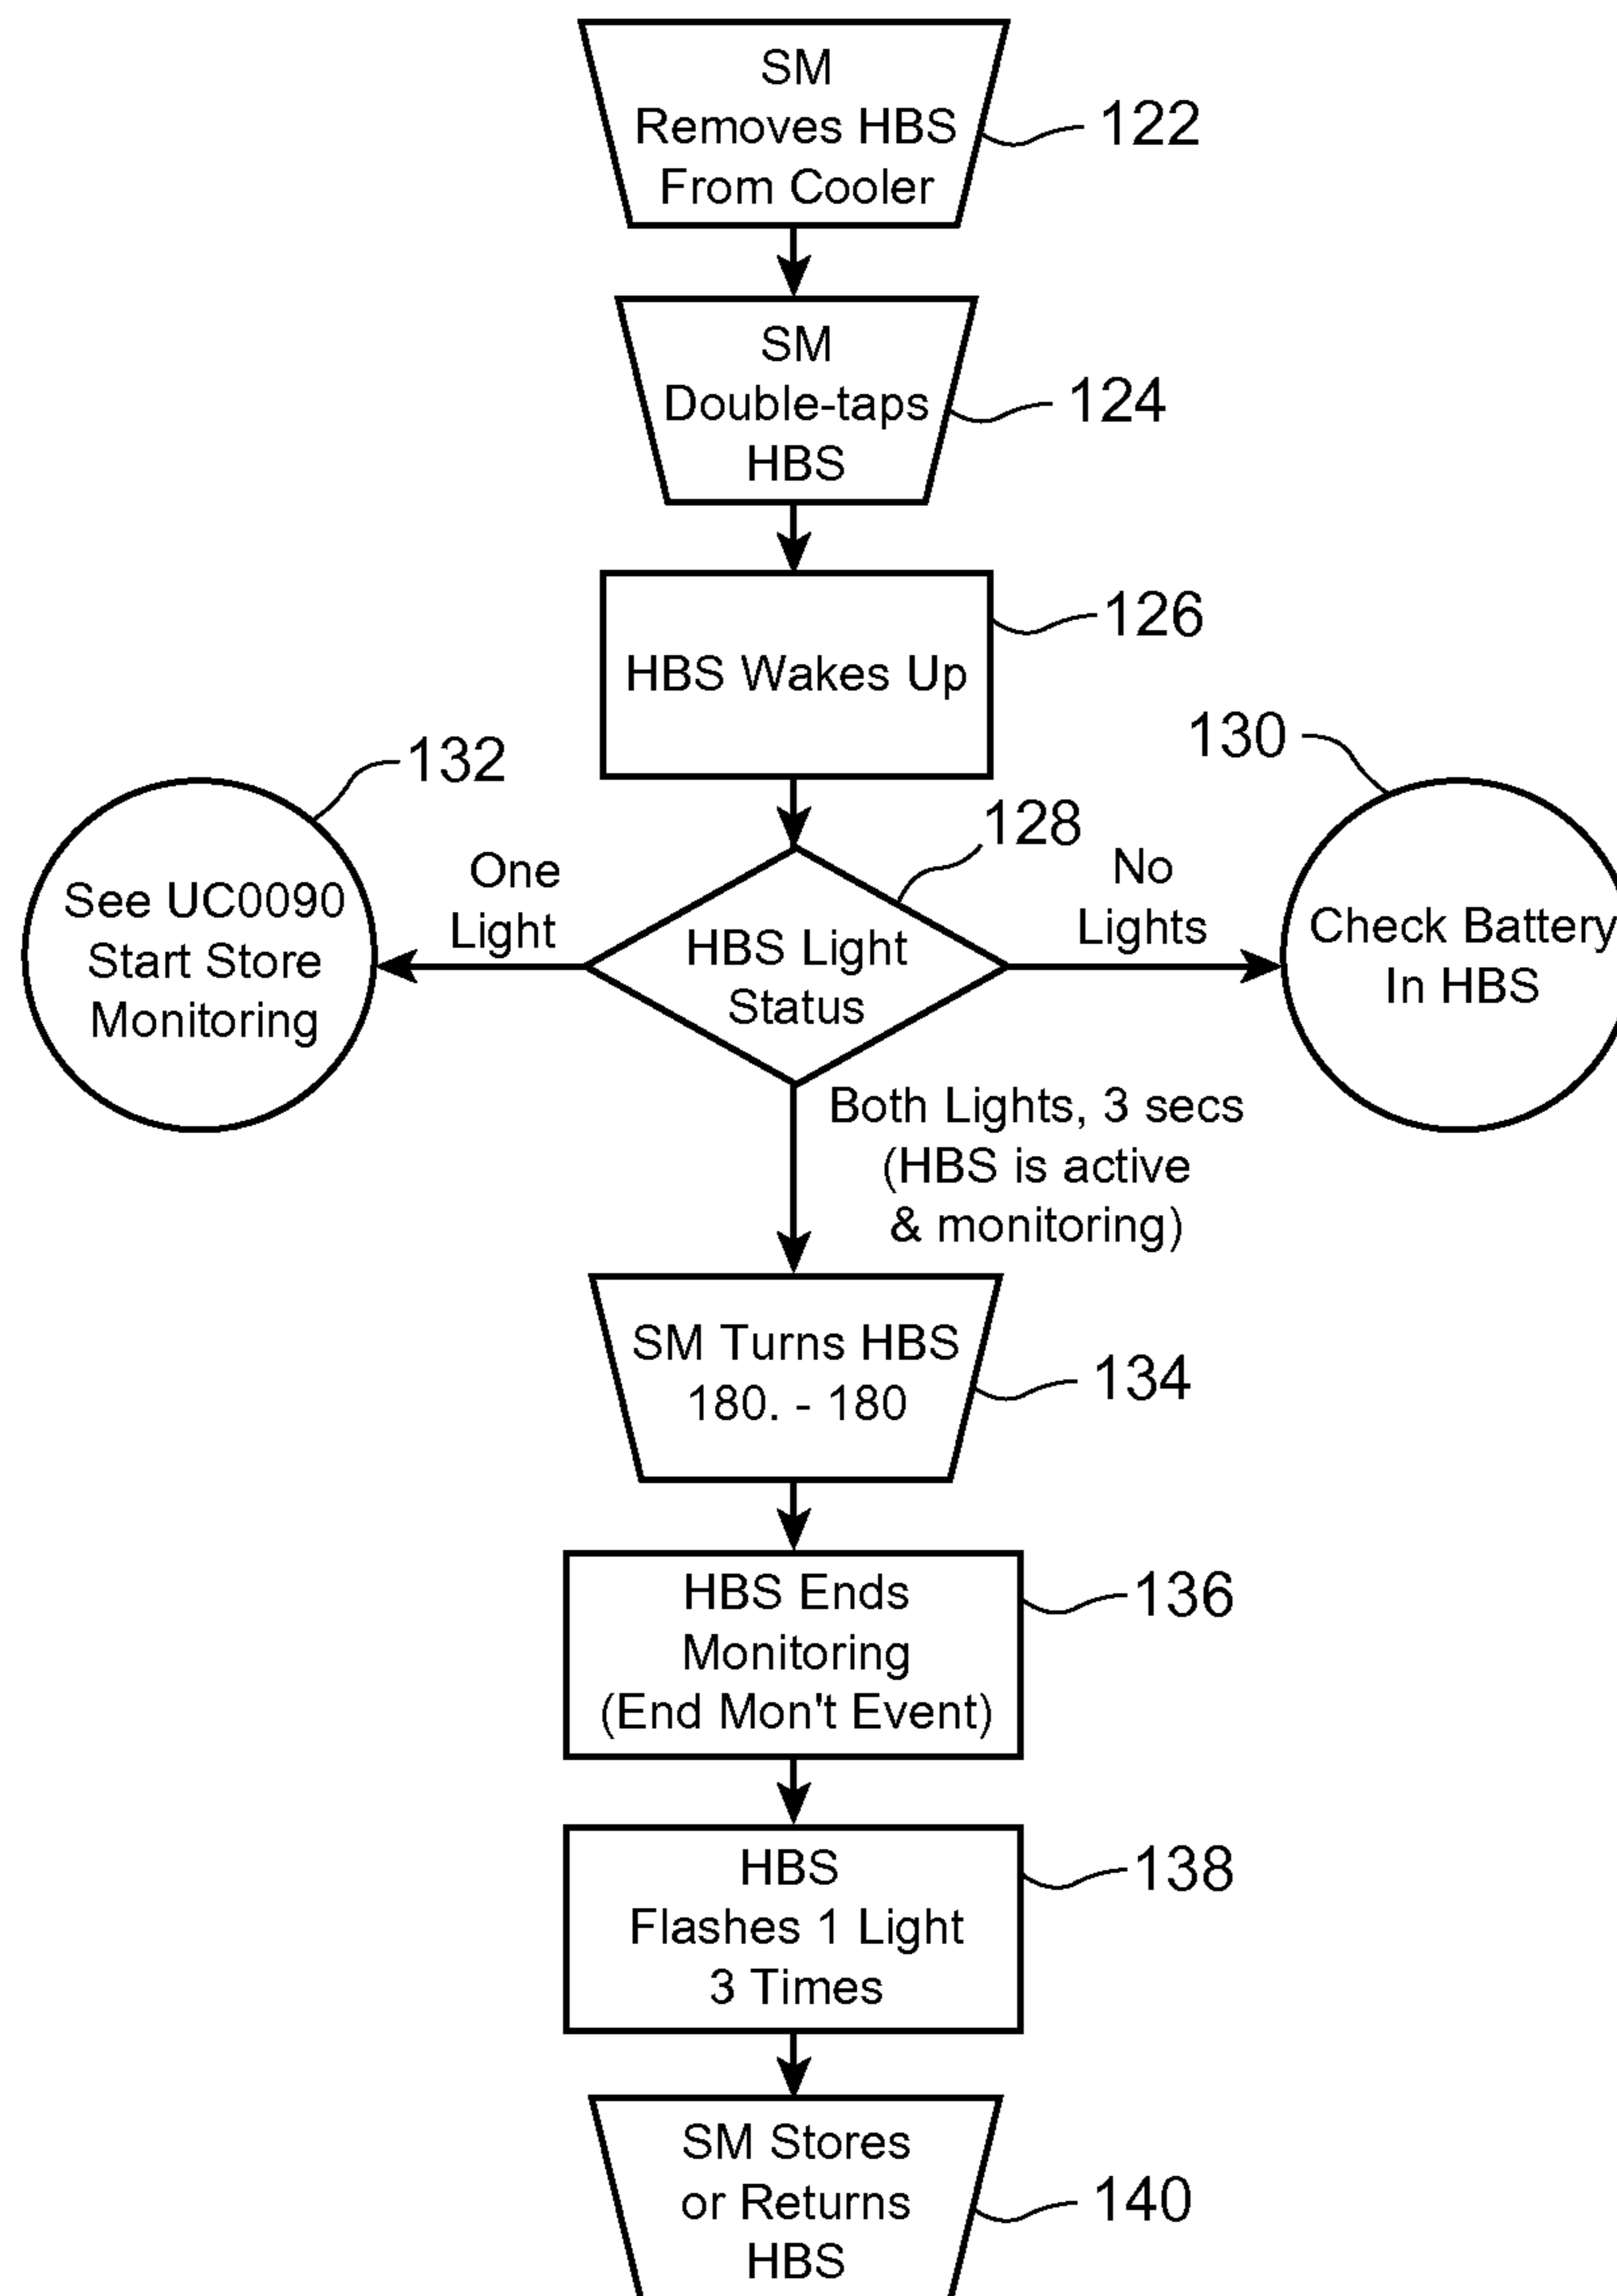 SM
Removes HBS
From Cooler
122
SM
Double-taps
HBS
124
HBS Wakes Up
126
132
130
128
One
Light
No
Lights
See UC0090
Start Store
Monitoring
HBS Light
Status
Check Battery
In HBS
Both Lights, 3 secs
(HBS is active
& monitoring)
SM Turns HBS
180. - 180
134
HBS Ends
Monitoring
(End Mon't Event)
136
HBS
Flashes 1 Light
3 Times
138
SM Stores
or Returns
HBS
140